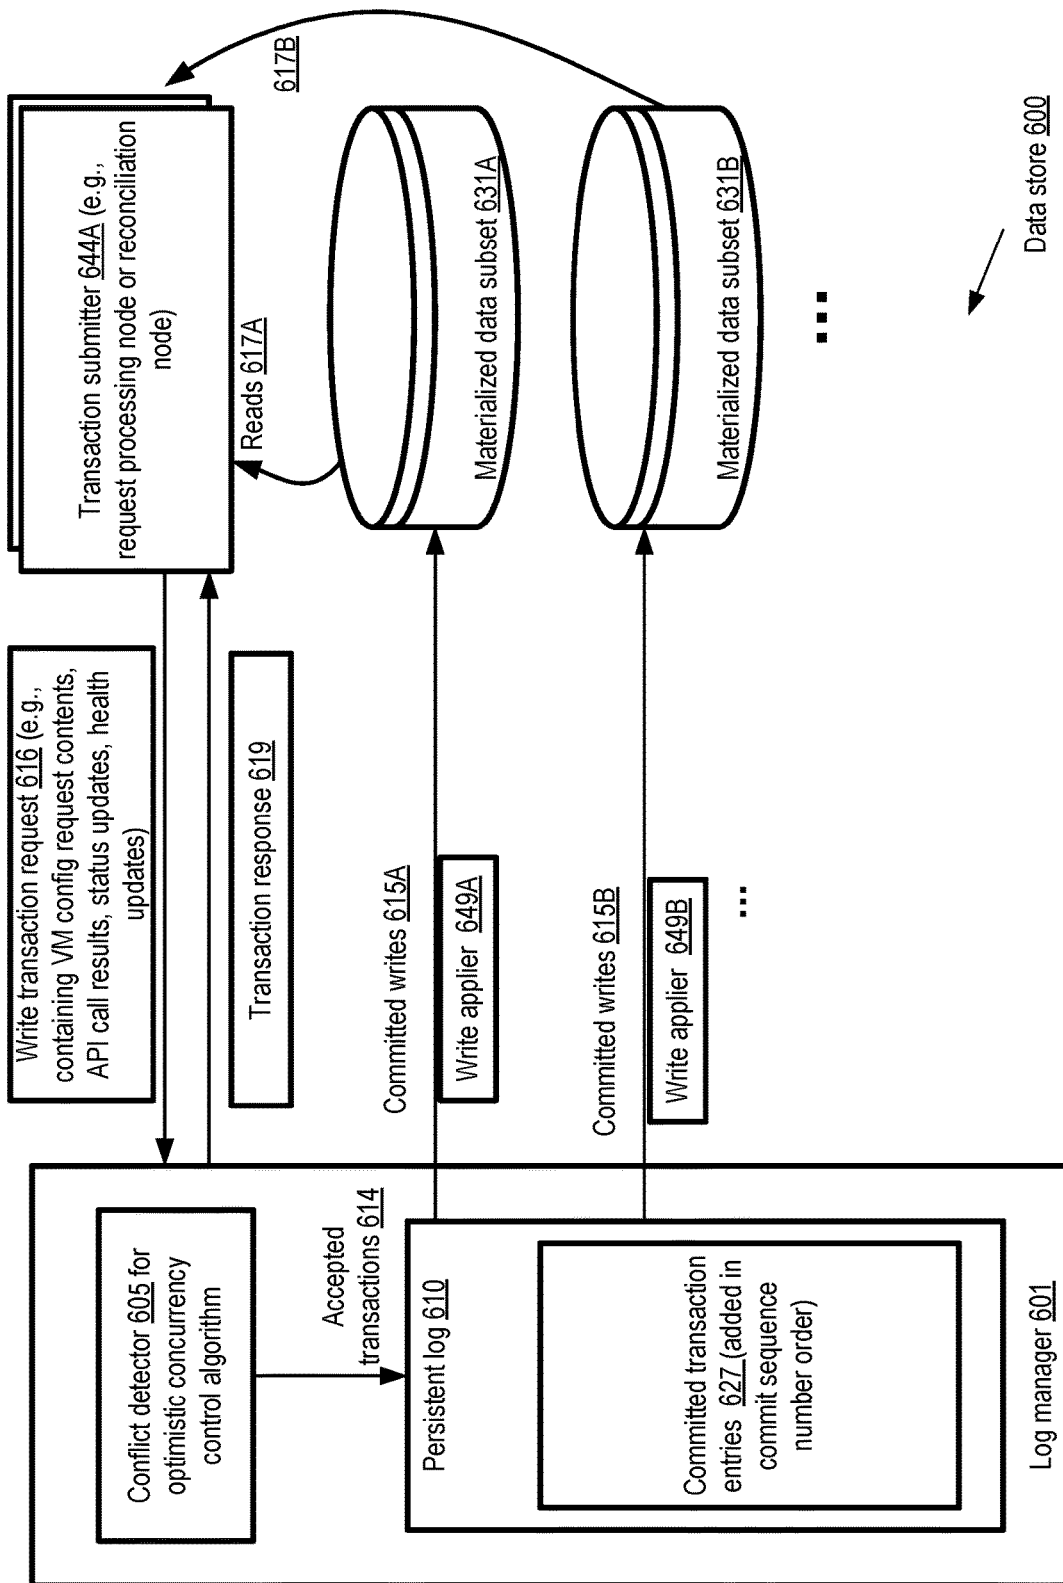 Conflict detector 605 for
optimistic concurrency
control algorithm
Accepted
transactions 614
Persistent log 610
Committed transaction
entries 627 (added in
commit sequence
number order)
Log manager 601
Write transaction request 616 (e.g.,
containing VM config request contents,
API call results, status updates, health
updates)
Transaction response 619
Committed writes 615A
Write applier 649A
Committed writes 615B
Write applier 649B
...
Transaction submitter 644A (e.g.,
request processing node or reconciliation
node)
Reads 617A
617B
Materialized data subset 631A
Materialized data subset 631B
...
Data store 600